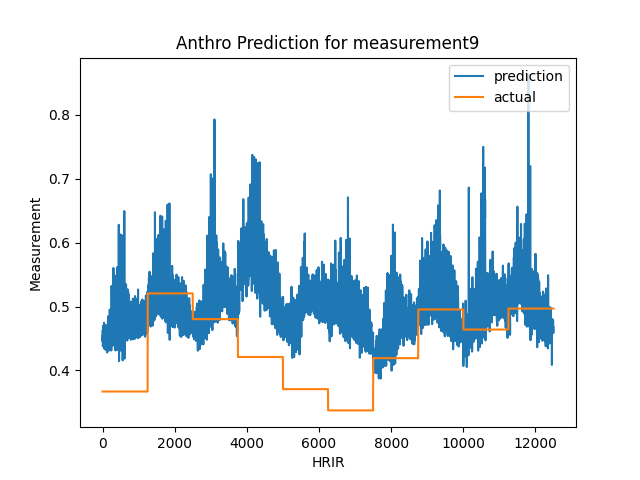 Anthro Prediction for measurement9
prediction
actual
Measurement
0.8
0.7
0.6
0.5
0.4
0 2000 4000 6000 8000 10000 12000
HRIR